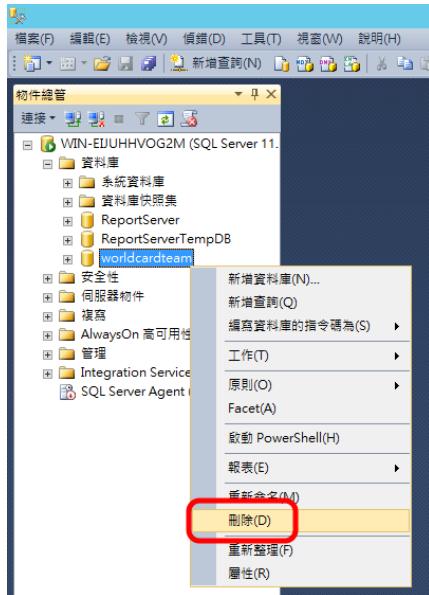 檔案(F) 編輯(E) 檢視(V) 偵錯(D) 工具(T) 視窗(W) 說明(H)
新增查詢(N)
物件總管
連接
WIN-EIJUHHVOG2M (SQL Server 11.
資料庫
系統資料庫
資料庫快照集
ReportServer
ReportServerTempDB
worldcardteam
安全性
伺服器物件
複寫
AlwaysOn 高可用性
管理
Integration Service
SQL Server Agent
新增資料庫(N)...
新增查詢(Q)
編寫資料庫的指令碼為(S)
工作(T)
原則(O)
Facet(A)
啟動 PowerShell(H)
報表(E)
重新命名(M)
刪除(D)
重新整理(F)
屬性(R)